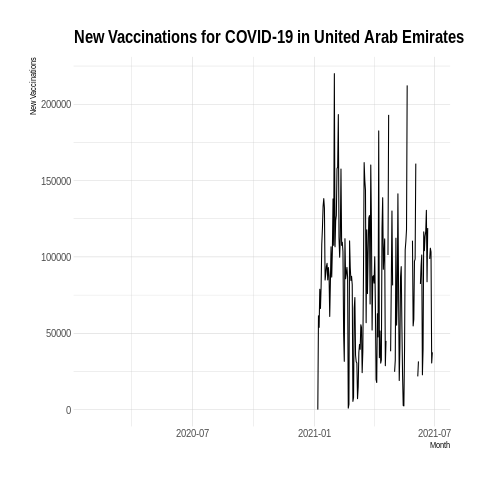 New Vaccinations for COVID-19 in United Arab Emirates
New Vaccinations
200000
150000
100000
50000
0
2020-07
2021-01
2021-07
Month